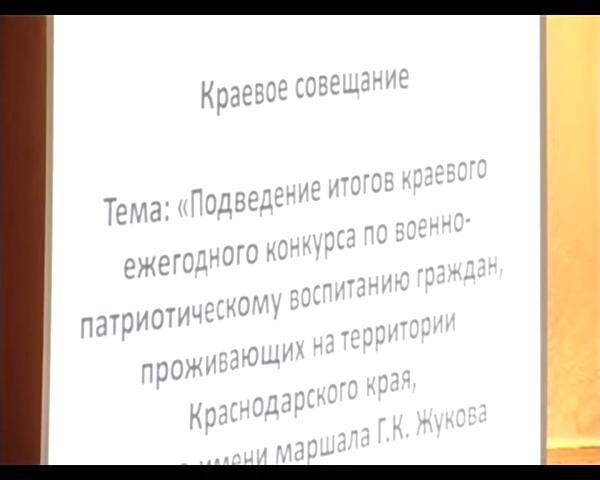 Краевое совещание
Тема: «Подведение итогов краевого
ежегодного конкурса по военно-
патриотическому воспитанию граждан,
проживающих на территории
Краснодарского края,
имени маршала Г.К. Жукова